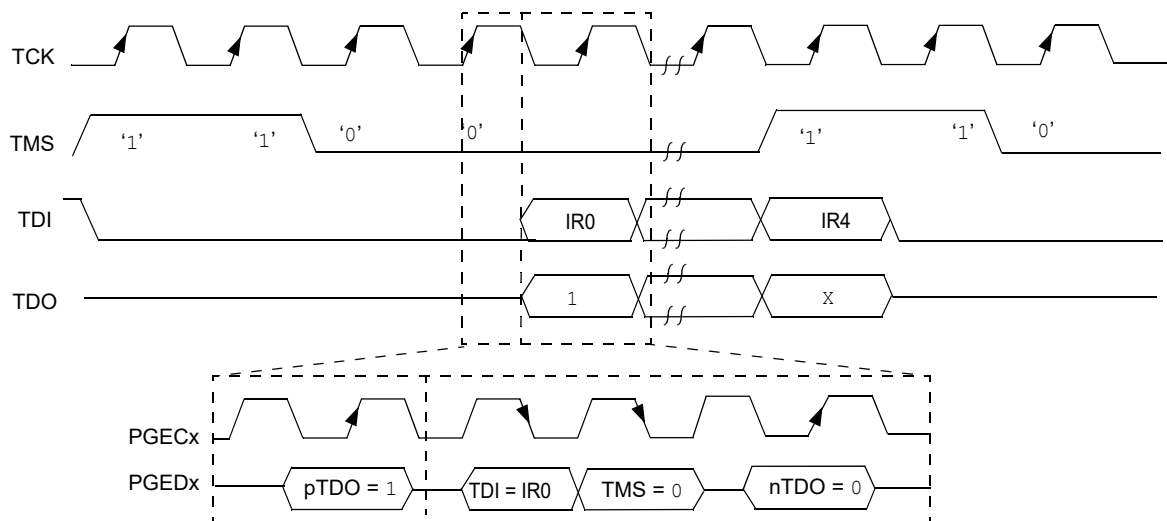 TCK
TMS ‘1’ ‘1’ ‘0’ ‘0’ ‘1’ ‘1’ ‘0’
TDI IR0 IR4
TDO 1 X
PGECx
PGEDx pTDO = 1 TDI = IR0 TMS = 0 nTDO = 0